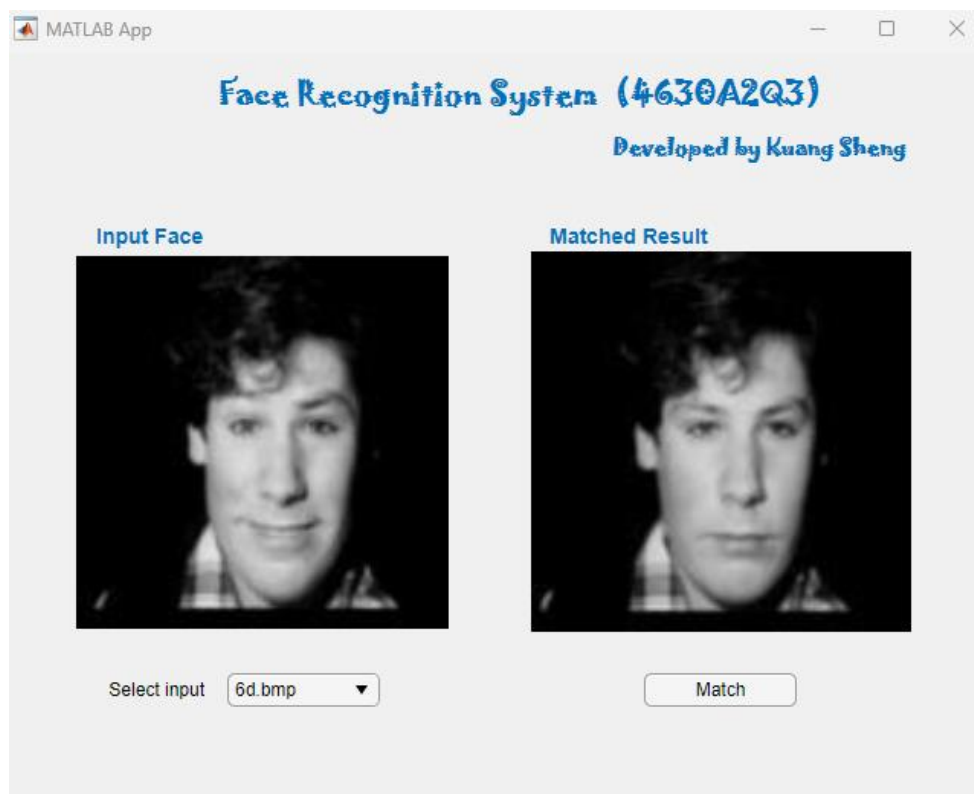 MATLAB App
Face Recognition System (4630A2Q3)
Developed by Kuang Sheng
Input Face
Matched Result
Select input
6d.bmp
Match